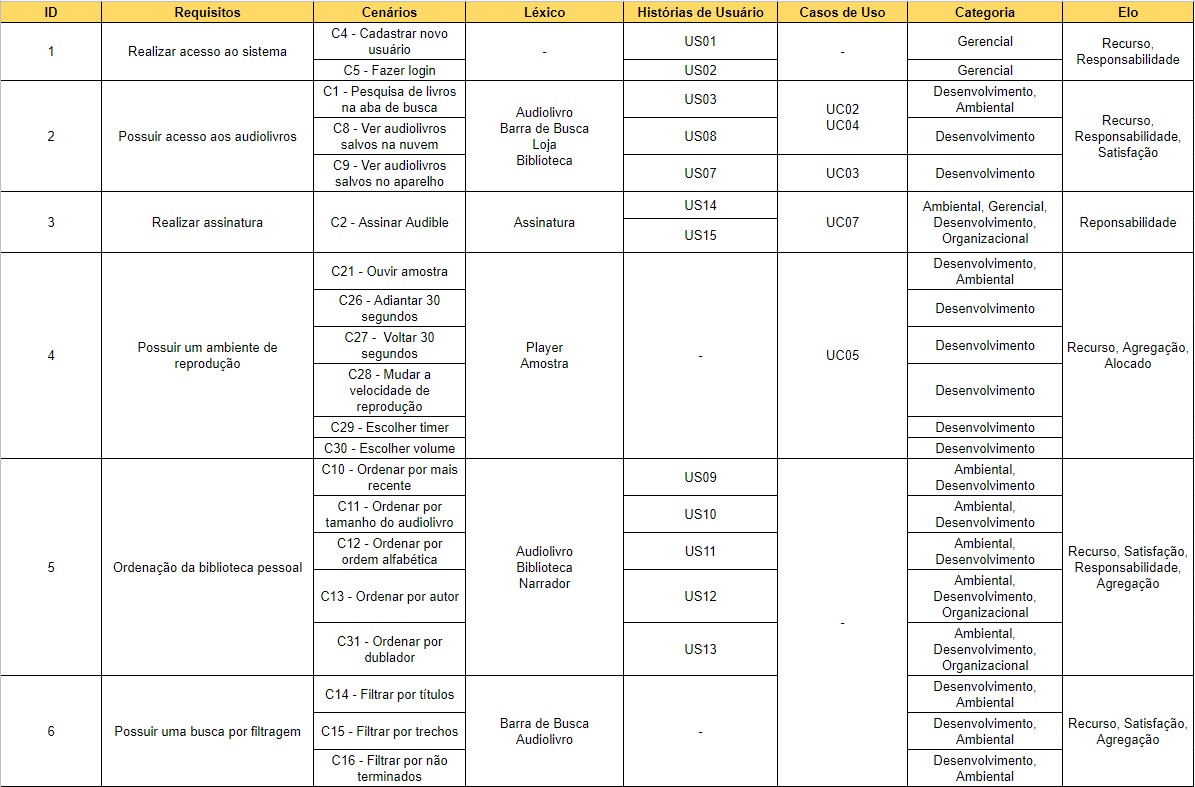 ID Requisitos Cenários Léxico Histórias de Usuário Casos de Uso Categoria Elo
1
Realizar acesso ao sistema
C4 - Cadastrar novo
usuário
C5 - Fazer login
-
US01
US02
-
Gerencial
Gerencial
Recurso,
Responsabilidade
2
Possuir acesso aos audiolivros
C1 - Pesquisa de livros
na aba de busca
C8 - Ver audiolivros
salvos na nuvem
C9 - Ver audiolivros
salvos no aparelho
Audiolivro
Barra de Busca
Loja
Biblioteca
US03
US08
US07
UC02
UC04
UC03
Desenvolvimento,
Ambiental
Desenvolvimento
Desenvolvimento
Recurso,
Responsabilidade,
Satisfação
3
Realizar assinatura
C2 - Assinar Audible
Assinatura
US14
US15
UC07
Ambiental, Gerencial,
Desenvolvimento,
Organizacional
Reponsabilidade
4
Possuir um ambiente de
reprodução
C21 - Ouvir amostra
C26 - Adiantar 30
segundos
C27 - Voltar 30
segundos
C28 - Mudar a
velocidade de
reprodução
C29 - Escolher timer
C30 - Escolher volume
Player
Amostra
-
UC05
Desenvolvimento,
Ambiental
Desenvolvimento
Desenvolvimento
Desenvolvimento
Desenvolvimento
Desenvolvimento
Recurso, Agregação,
Alocado
5
Ordenação da biblioteca pessoal
C10 - Ordenar por mais
recente
C11 - Ordenar por
tamanho do audiolivro
C12 - Ordenar por
ordem alfabética
C13 - Ordenar por autor
C31 - Ordenar por
dublador
Audiolivro
Biblioteca
Narrador
US09
US10
US11
US12
US13
-
Ambiental,
Desenvolvimento
Ambiental,
Desenvolvimento
Ambiental,
Desenvolvimento
Ambiental,
Desenvolvimento,
Organizacional
Ambiental,
Desenvolvimento,
Organizacional
Recurso, Satisfação,
Responsabilidade,
Agregação
6
Possuir uma busca por filtragem
C14 - Filtrar por títulos
C15 - Filtrar por trechos
C16 - Filtrar por não
terminados
Barra de Busca
Audiolivro
-
Desenvolvimento,
Ambiental
Desenvolvimento,
Ambiental
Desenvolvimento,
Ambiental
Recurso, Satisfação,
Agregação